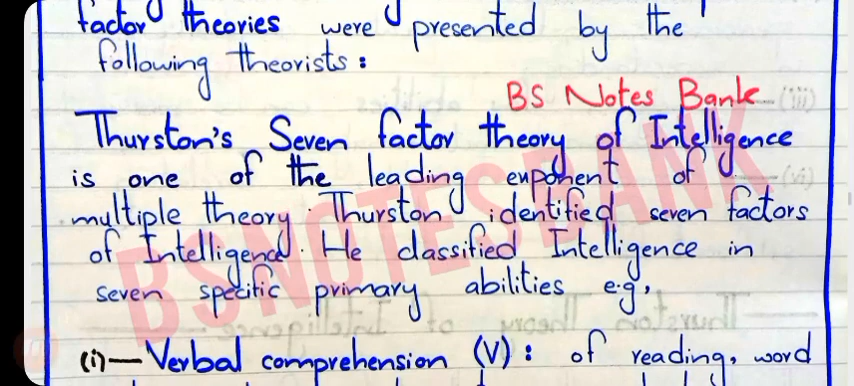 factor theories were presented by the
following theorists :
BS Notes Bank
Thurston's Seven factor theory of Intelligence
is one of the leading exponent of
multiple theory. Thurston identified seven factors
of Intelligence. He classified Intelligence in
seven specific primary abilities e.g,
(i)— Verbal comprehension (V) : of reading, word
BSNOTESBANK